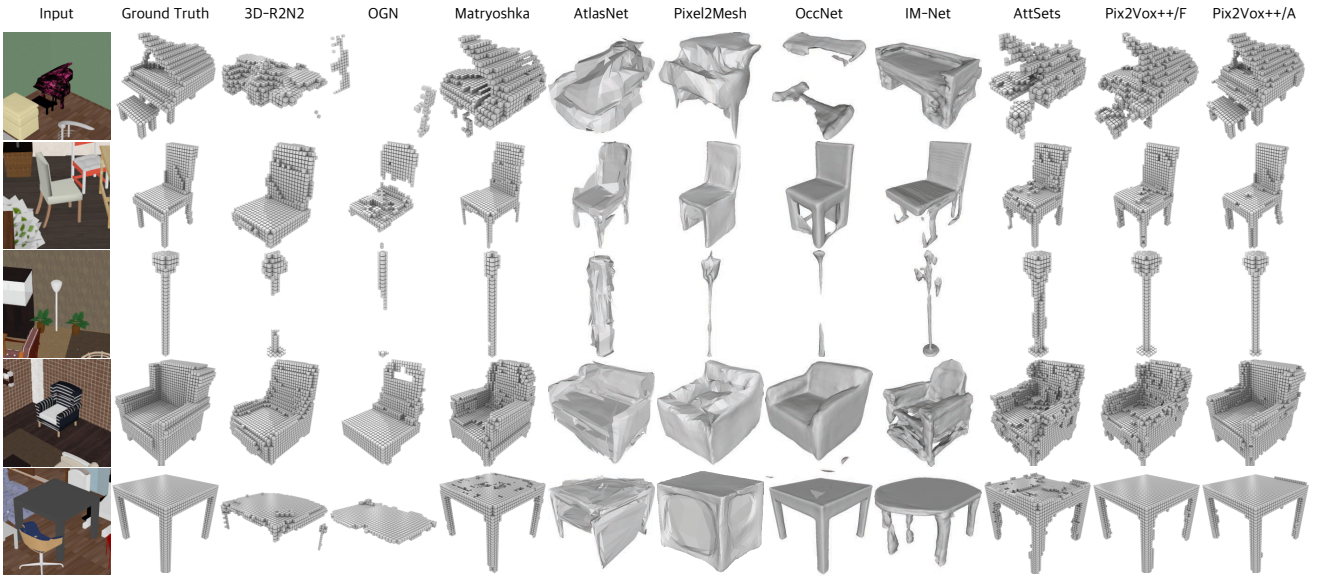 Input Ground Truth 3D-R2N2 OGN Matryoshka AtlasNet Pixel2Mesh OccNet IM-Net AttSets Pix2Vox++/F Pix2Vox++/A